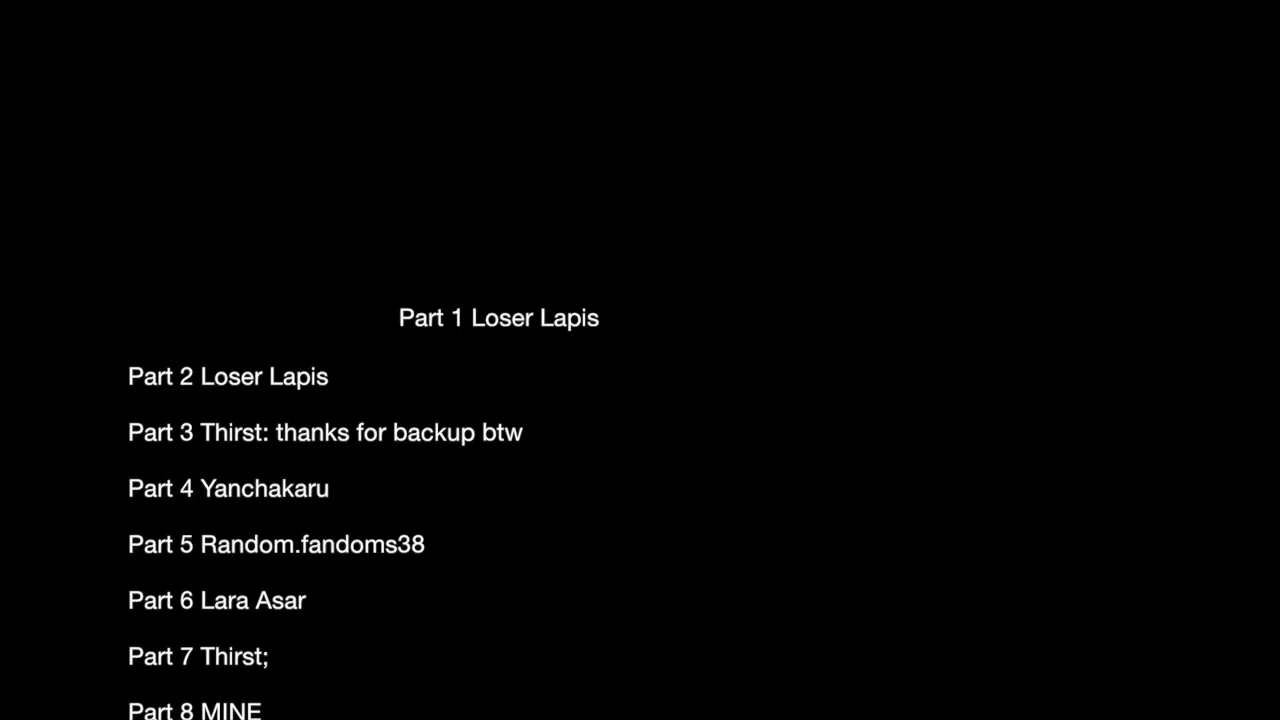 Part 1 Loser Lapis
Part 2 Loser Lapis
Part 3 Thirst: thanks for backup btw
Part 4 Yanchakaru
Part 5 Random.fandoms38
Part 6 Lara Asar
Part 7 Thirst;
Part 8 MINE